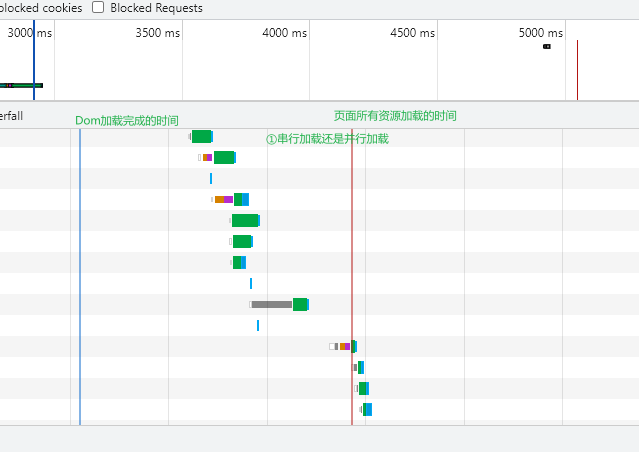 blocked cookies Blocked Requests
3000 ms 3500 ms 4000 ms 4500 ms 5000 ms
erfall
Dom加载完成的时间
页面所有资源加载的时间
①串行加载还是并行加载